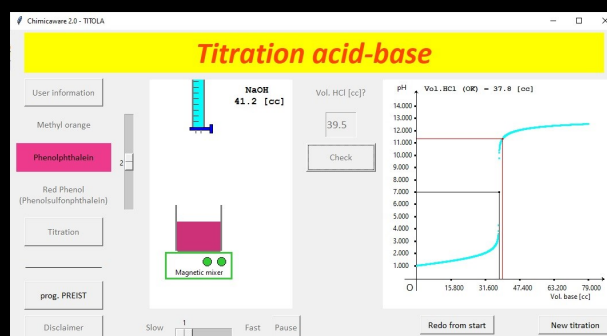 Chimicaware 2.0 - TITOLA
Titration acid-base
User information
Methyl orange
Phenolphthalein
2
Red Phenol
(Phenolsulfonphthalein)
Titration
prog. PREIST
Disclaimer
NaOH
41.2 [cc]
Magnetic mixer
Slow
1
Fast
Pause
Vol. HCl [cc]?
39.5
Check
pH
Vol.HCl (OK) = 37.8 [cc]
14.000
13.000
12.000
11.000
10.000
9.000
8.000
7.000
6.000
5.000
4.000
3.000
2.000
1.000
O
15.800
31.600
47.400
63.200
79.000
Vol. base [cc]
Redo from start
New titration